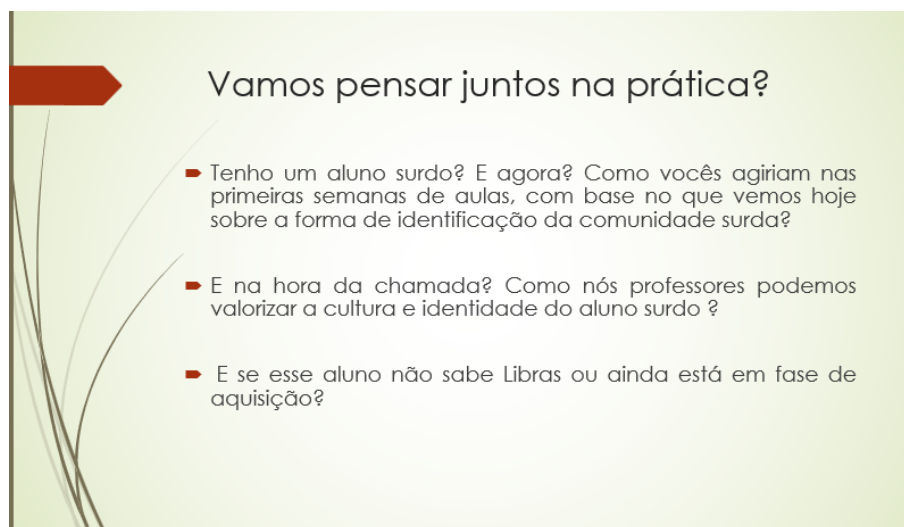 Vamos pensar juntos na prática?
Tenho um aluno surdo? E agora? Como vocês agiriam nas
primeiras semanas de aulas, com base no que vemos hoje
sobre a forma de identificação da comunidade surda?
E na hora da chamada? Como nós professores podemos
valorizar a cultura e identidade do aluno surdo ?
E se esse aluno não sabe Libras ou ainda está em fase de
aquisição?